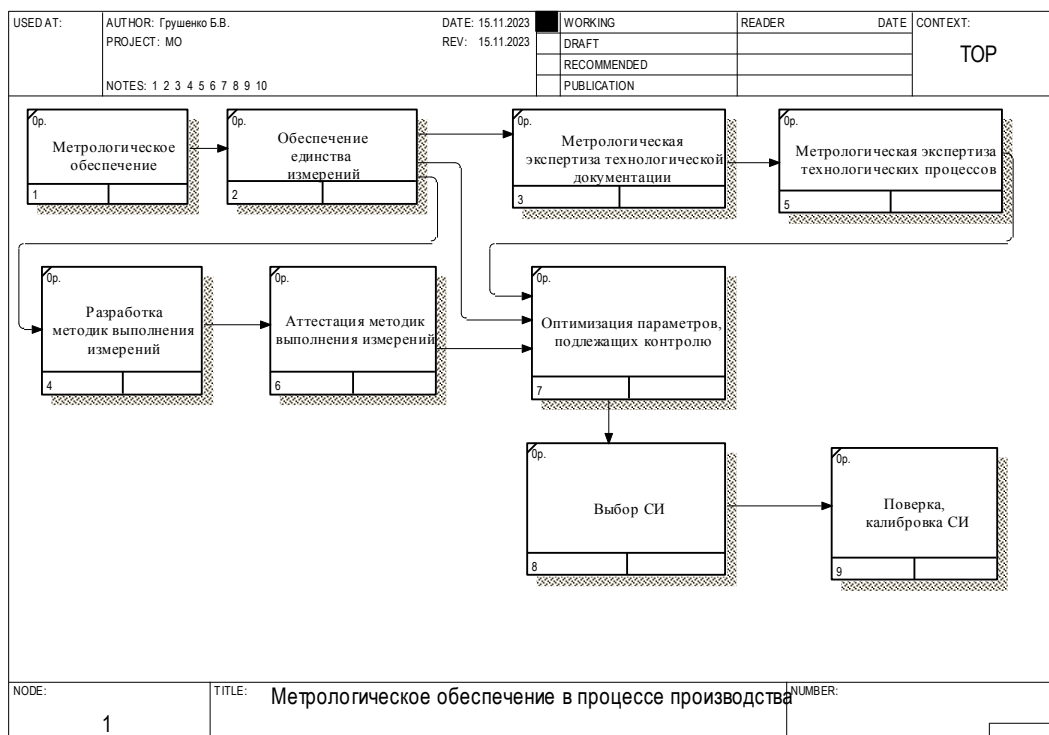 USED AT:
AUTHOR: Грушенко Б.В.
DATE: 15.11.2023
PROJECT: МО
REV: 15.11.2023
NOTES: 1 2 3 4 5 6 7 8 9 10
WORKING
DRAFT
RECOMMENDED
PUBLICATION
READER
DATE
CONTEXT:
TOP
0р.
Метрологическое
обеспечение
1
0р.
Обеспечение
единства
измерений
2
0р.
Метрологическая
экспертиза технологической
документации
3
0р.
Метрологическая экспертиза
технологических процессов
5
0р.
Разработка
методик выполнения
измерений
4
0р.
Аттестация методик
выполнения измерений
6
0р.
Оптимизация параметров,
подлежащих контролю
7
0р.
Выбор СИ
8
0р.
Поверка,
калибровка СИ
9
NODE:
1
TITLE:
Метрологическое обеспечение в процессе производства
NUMBER: